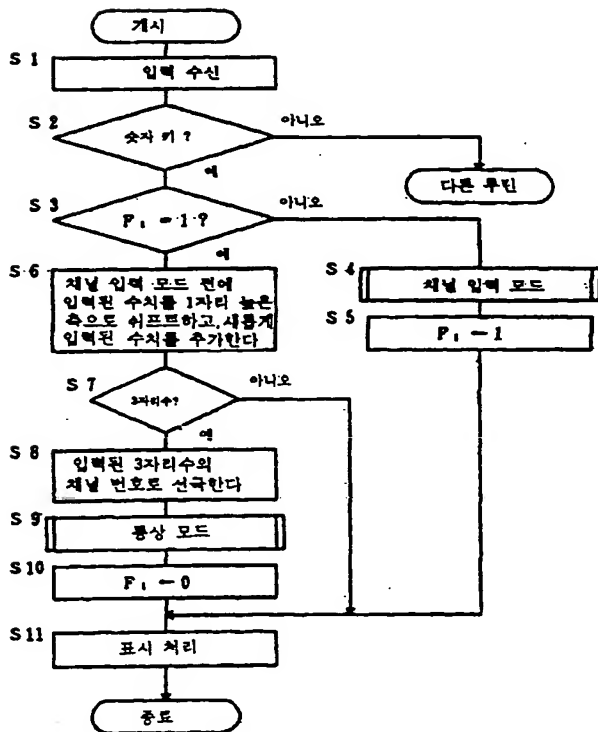 개시
S 1
입력 수신
S 2
숫자 키 ?
아니오
예
다른 루틴
S 3
F₁ = 1 ?
아니오
예
S 6
채널 입력 모드 전에
입력된 수치를 1자리 높은
측으로 쉬프트하고, 새롭게
입력된 수치를 추가한다
S 4
채널 입력 모드
S 5
F₁ ← 1
S 7
3자리수?
아니오
예
S 8
입력된 3자리수의
채널 번호로 선국한다
S 9
통상 모드
S10
F₁ ← 0
S11
표시 처리
종료